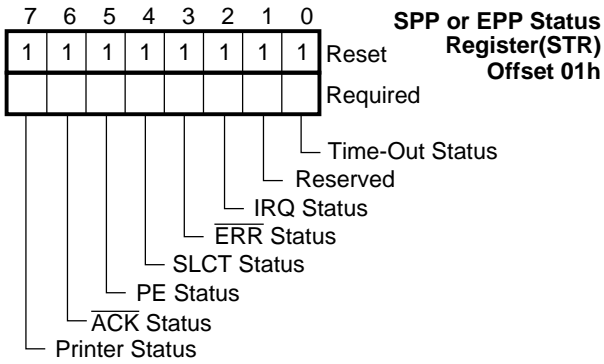 7 6 5 4 3 2 1 0
SPP or EPP Status
Register(STR)
Offset 01h
1 1 1 1 1 1 1 1 Reset
Required
Time-Out Status
Reserved
IRQ Status
E̅R̅R̅ Status
SLCT Status
PE Status
A̅C̅K̅ Status
Printer Status